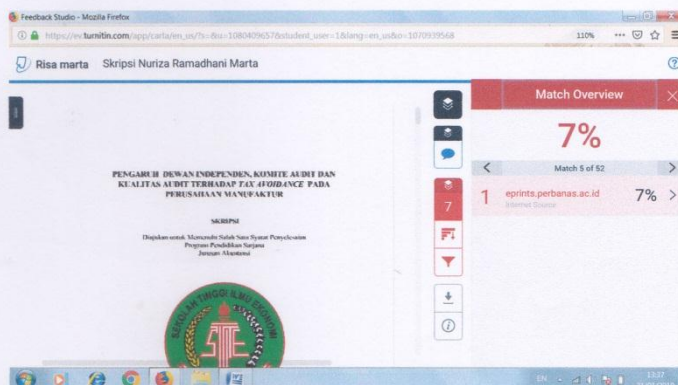 Feedback Studio - Mozilla Firefox
https://ev.turnitin.com/app/carta/en_us/?s=&u=1080409657&student_user=1&lang=en_us&o=1070939568
110%
Risa marta Skripsi Nuriza Ramadhani Marta
Match Overview
7%
Match 5 of 52
1 eprints.perbanas.ac.id 7%
Internet Source
PENGARUH DEWAN INDEPENDEN, KOMITE AUDIT DAN
KUALITAS AUDIT TERHADAP TAX AVOIDANCE PADA
PERUSAHAAN MANUFAKTUR
SKRIPSI
Diajukan untuk Memenuhi Salah Satu Syarat Penyelesaian
Program Pendidikan Sarjana
Jurusan Akuntansi
SEKOLAH TINGGI ILMU EKONOMI
7
EN
13:27